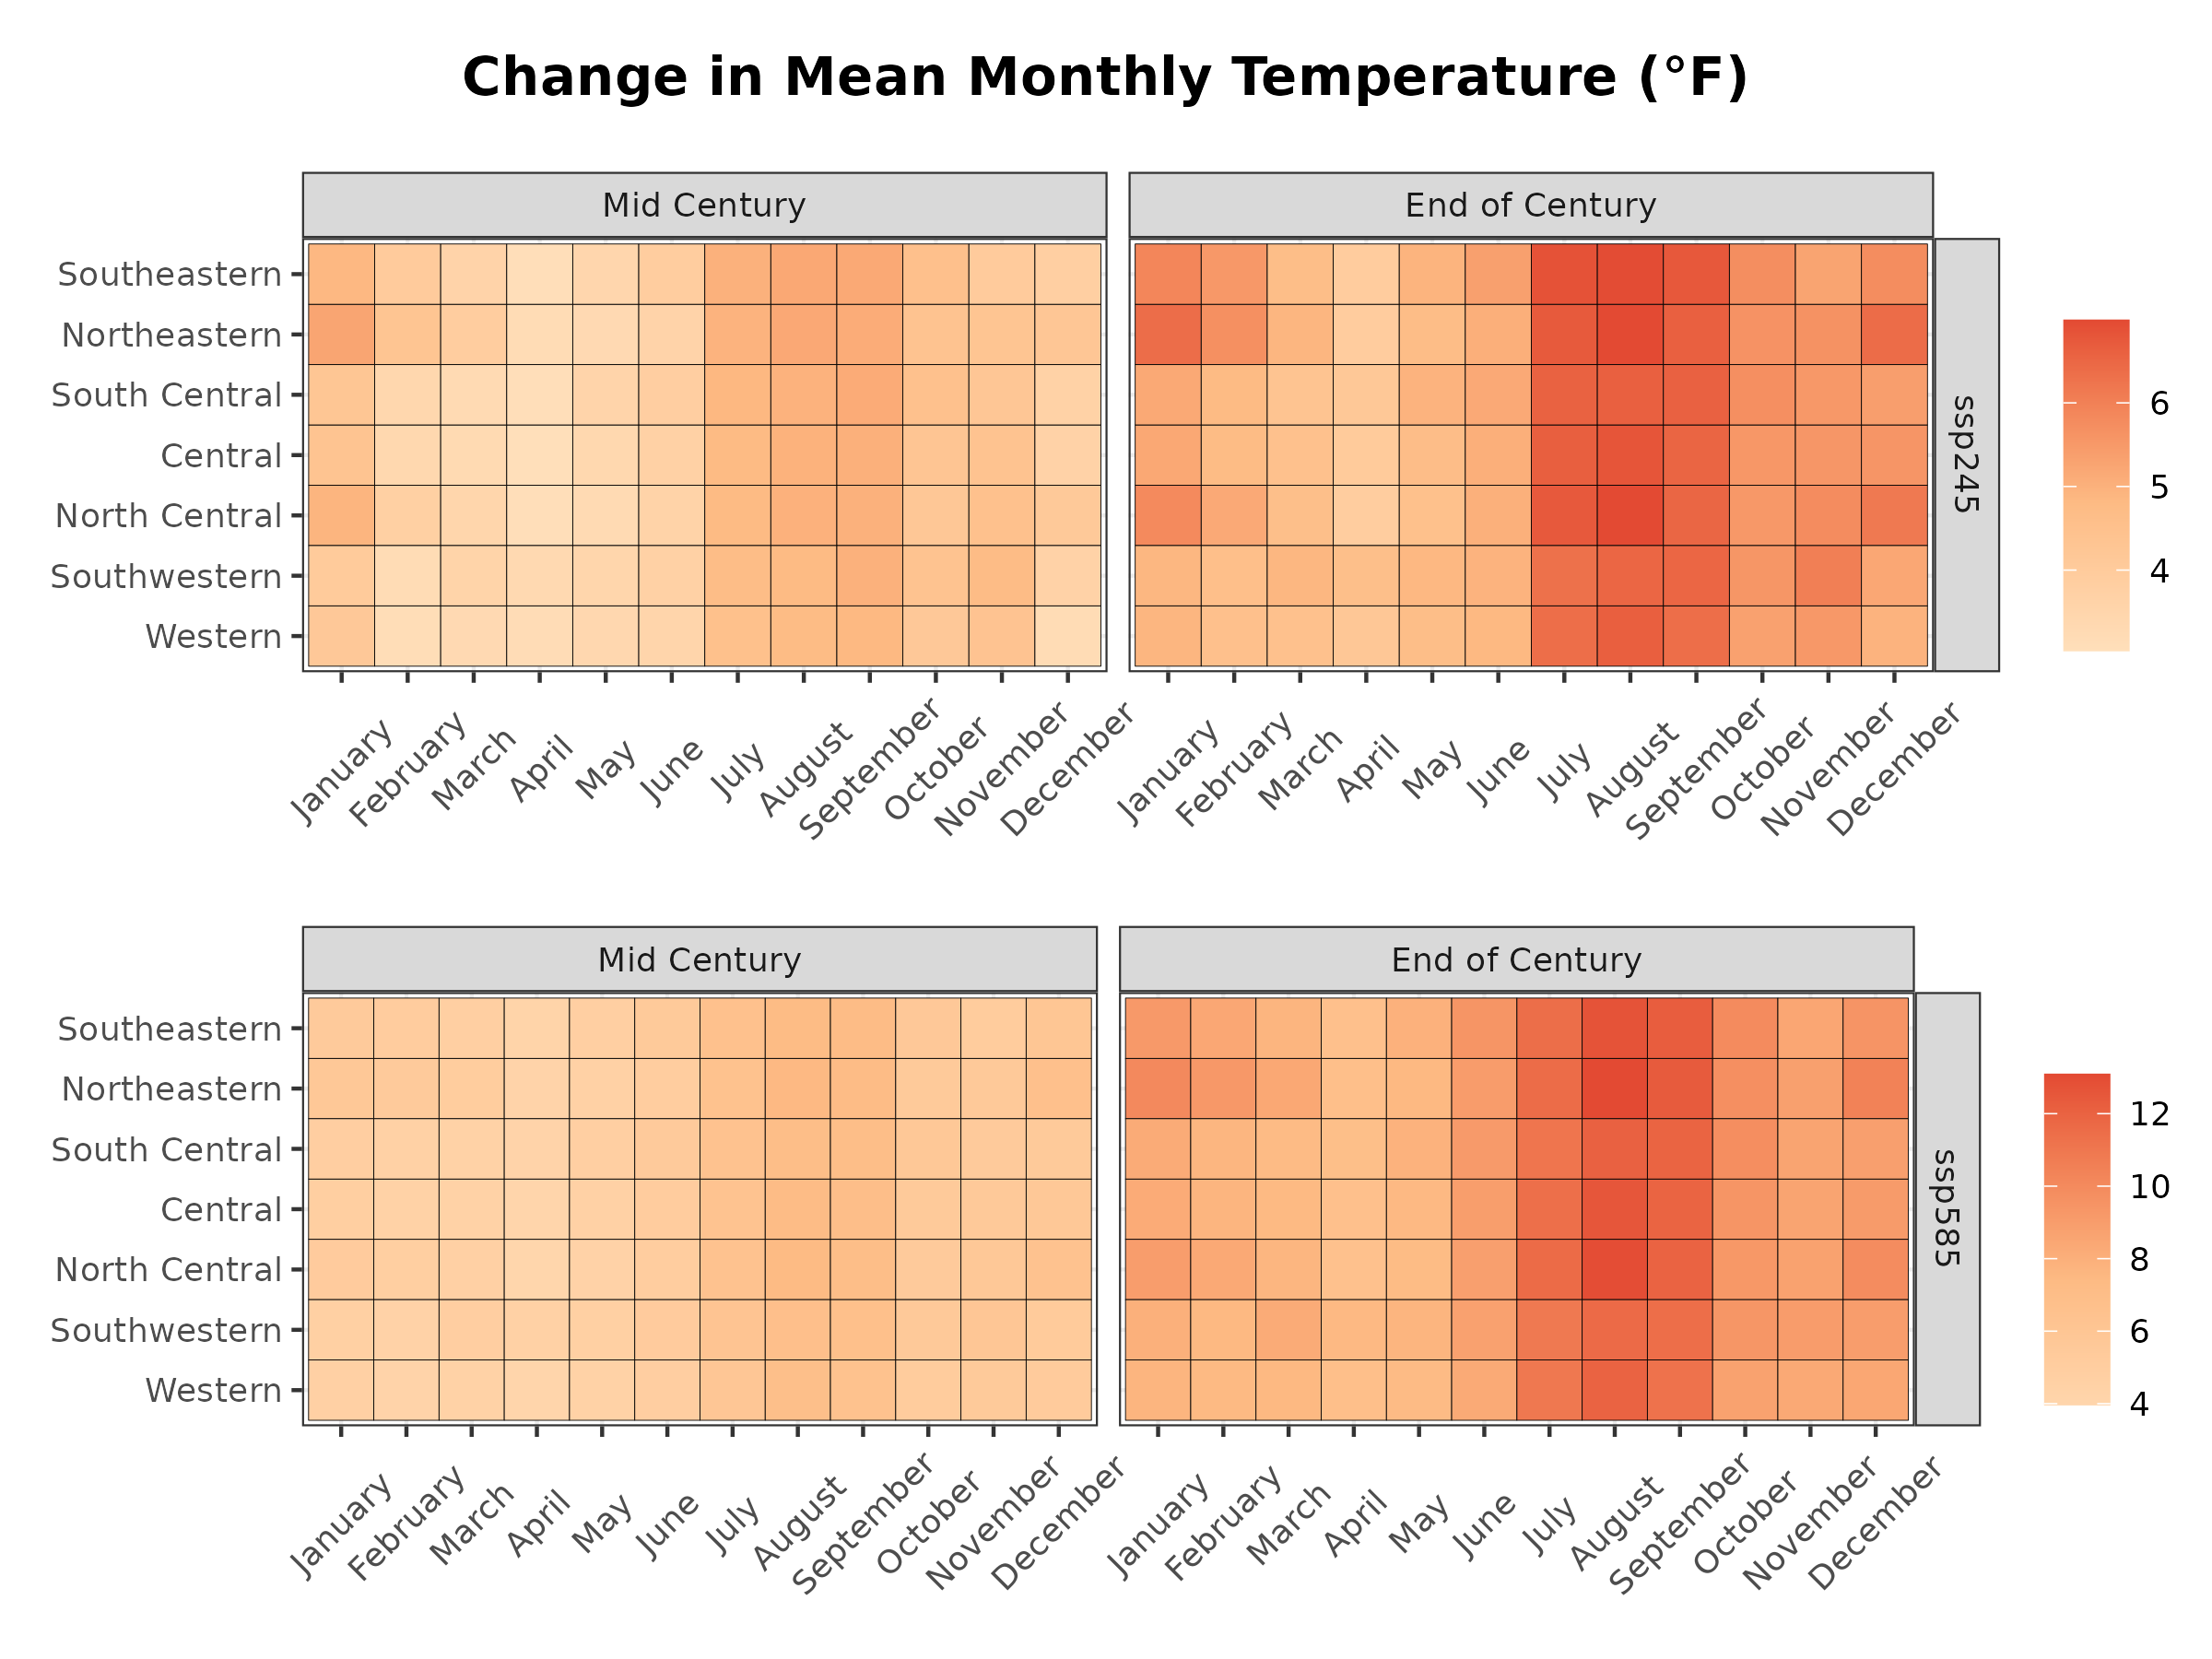 Change in Mean Monthly Temperature (°F)
Mid Century
End of Century
Southeastern
Northeastern
South Central
Central
North Central
Southwestern
Western
ssp245
6
5
4
January
February
March
April
May
June
July
August
September
October
November
December
January
February
March
April
May
June
July
August
September
October
November
December
Mid Century
End of Century
Southeastern
Northeastern
South Central
Central
North Central
Southwestern
Western
ssp585
12
10
8
6
4
January
February
March
April
May
June
July
August
September
October
November
December
January
February
March
April
May
June
July
August
September
October
November
December